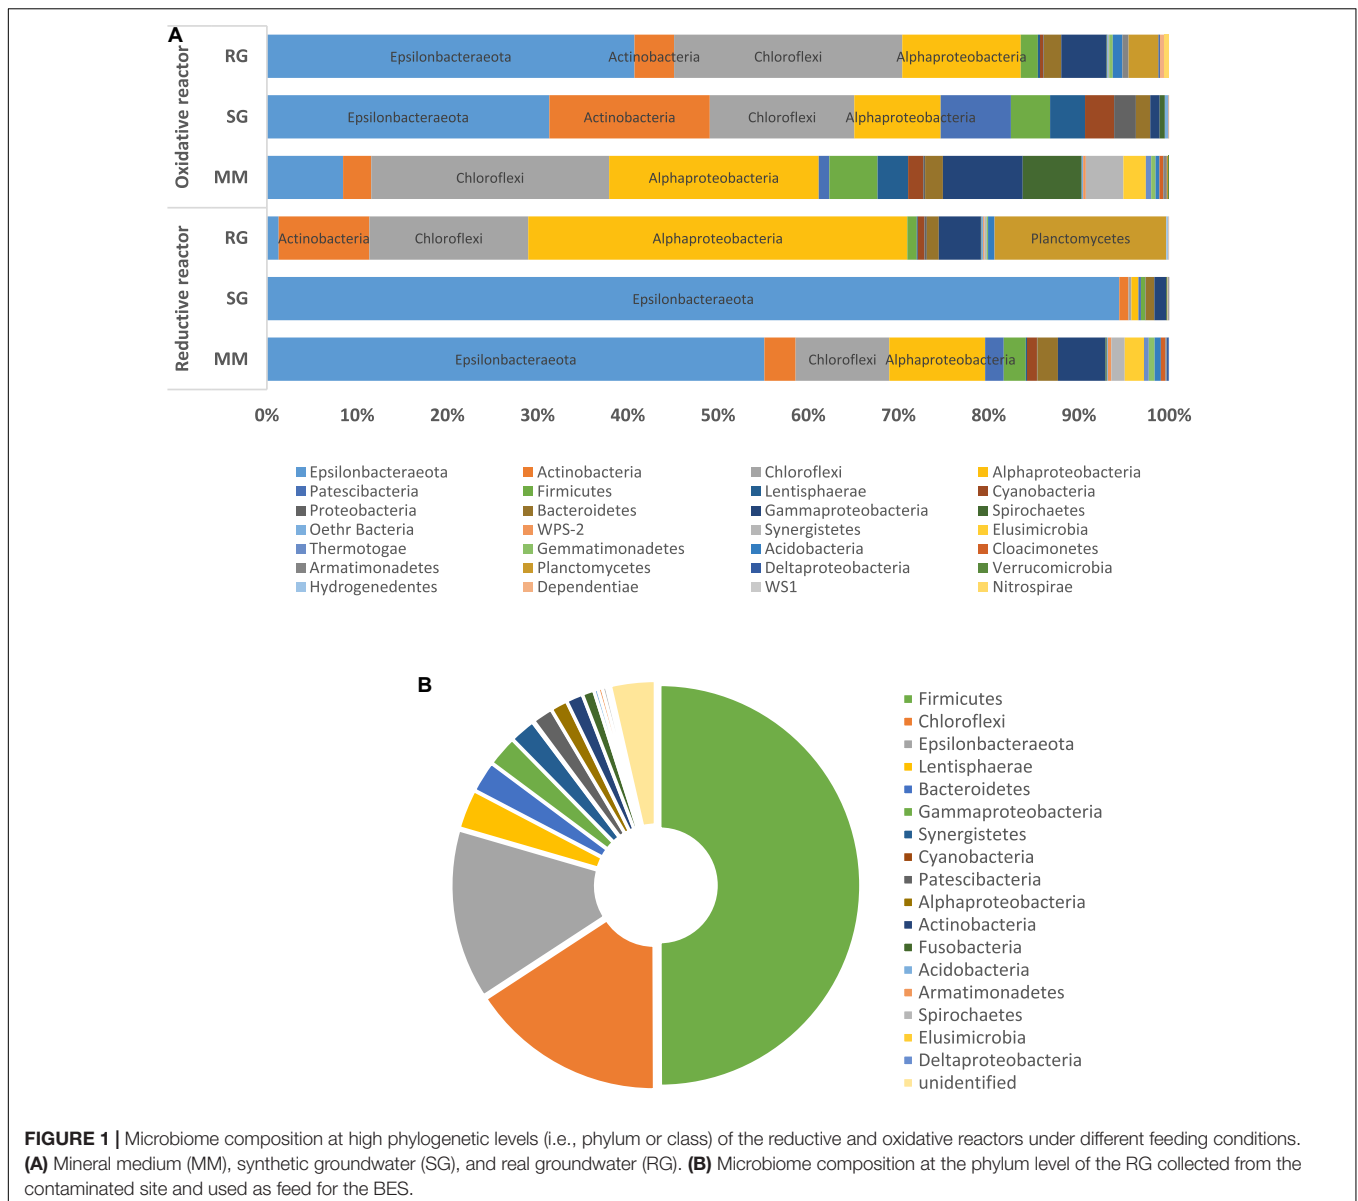 A
Oxidative reactor
RG
Epsilonbacteraeota
Actinobacteria
Chloroflexi
Alphaproteobacteria
SG
Epsilonbacteraeota
Actinobacteria
Chloroflexi
Alphaproteobacteria
MM
Chloroflexi
Alphaproteobacteria
Reductive reactor
RG
Actinobacteria
Chloroflexi
Alphaproteobacteria
Planctomycetes
SG
Epsilonbacteraeota
MM
Epsilonbacteraeota
Chloroflexi
Alphaproteobacteria
0% 10% 20% 30% 40% 50% 60% 70% 80% 90% 100%
Epsilonbacteraeota Actinobacteria Chloroflexi Alphaproteobacteria
Patescibacteria Firmicutes Lentisphaerae Cyanobacteria
Proteobacteria Bacteroidetes Gammaproteobacteria Spirochaetes
Oethr Bacteria WPS-2 Synergistetes Elusimicrobia
Thermotogae Gemmatimonadetes Acidobacteria Cloacimonetes
Armatimonadetes Planctomycetes Deltaproteobacteria Verrucomicrobia
Hydrogenedentes Dependentiae WS1 Nitrospirae
B
Firmicutes
Chloroflexi
Epsilonbacteraeota
Lentisphaerae
Bacteroidetes
Gammaproteobacteria
Synergistetes
Cyanobacteria
Patescibacteria
Alphaproteobacteria
Actinobacteria
Fusobacteria
Acidobacteria
Armatimonadetes
Spirochaetes
Elusimicrobia
Deltaproteobacteria
unidentified
FIGURE 1 | Microbiome composition at high phylogenetic levels (i.e., phylum or class) of the reductive and oxidative reactors under different feeding conditions.
(A) Mineral medium (MM), synthetic groundwater (SG), and real groundwater (RG). (B) Microbiome composition at the phylum level of the RG collected from the
contaminated site and used as feed for the BES.